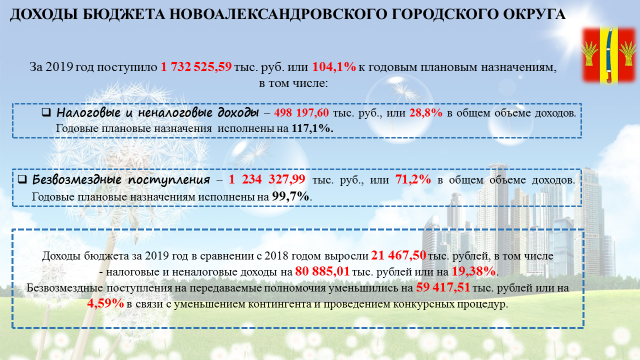 ДОХОДЫ БЮДЖЕТА НОВОАЛЕКСАНДРОВСКОГО ГОРОДСКОГО ОКРУГА
За 2019 год поступило 1 732 525,59 тыс. руб. или 104,1% к годовым плановым назначениям,
в том числе:
Налоговые и неналоговые доходы – 498 197,60 тыс. руб., или 28,8% в общем объеме доходов.
Годовые плановые назначения исполнены на 117,1%.
Безвозмездные поступления – 1 234 327,99 тыс. руб., или 71,2% в общем объеме доходов.
Годовые плановые назначениям исполнены на 99,7%.
Доходы бюджета за 2019 год в сравнении с 2018 годом выросли 21 467,50 тыс. рублей, в том числе
- налоговые и неналоговые доходы на 80 885,01 тыс. рублей или на 19,38%.
Безвозмездные поступления на передаваемые полномочия уменьшились на 59 417,51 тыс. рублей или на
4,59% в связи с уменьшением контингента и проведением конкурсных процедур.